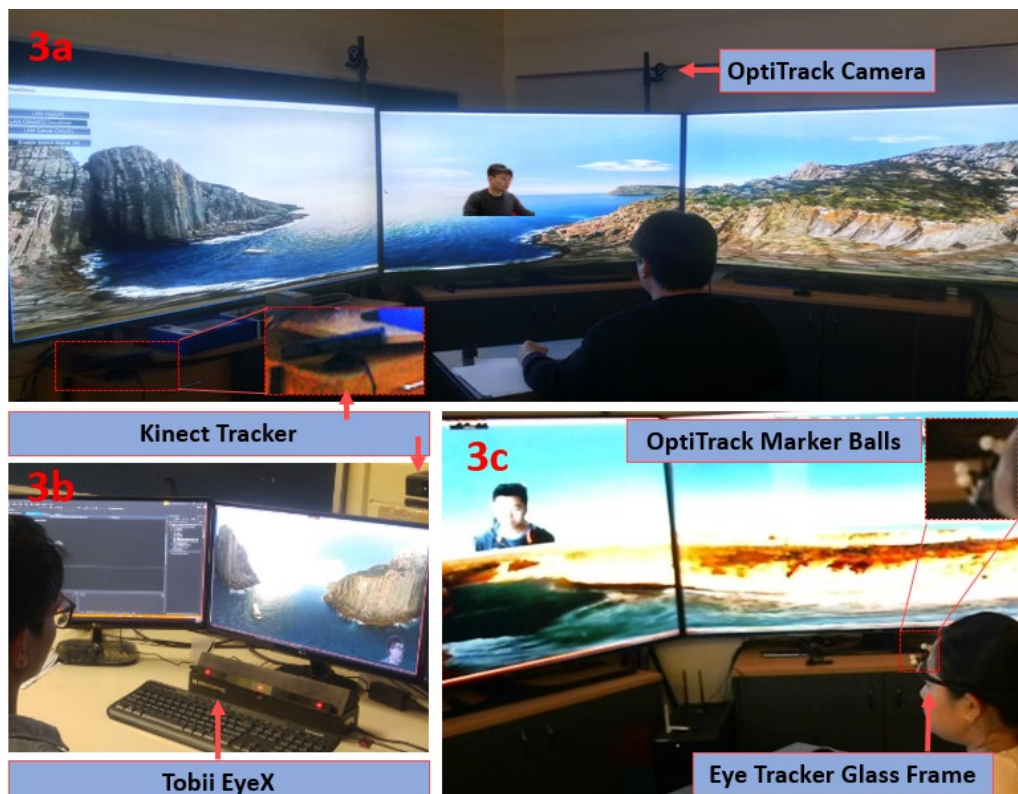 3a
OptiTrack Camera
Kinect Tracker
3b
Tobii EyeX
3c
OptiTrack Marker Balls
Eye Tracker Glass Frame